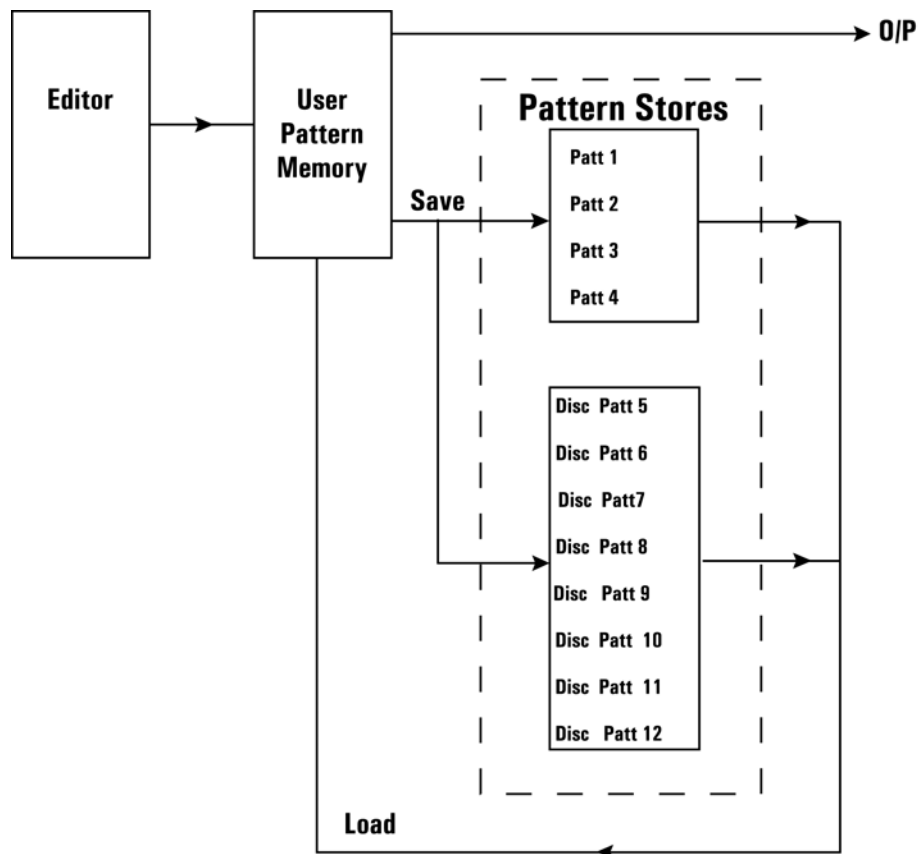 O/P
Editor
User
Pattern
Memory
Save
Pattern Stores
Patt 1
Patt 2
Patt 3
Patt 4
Disc Patt 5
Disc Patt 6
Disc Patt7
Disc Patt 8
Disc Patt 9
Disc Patt 10
Disc Patt 11
Disc Patt 12
Load